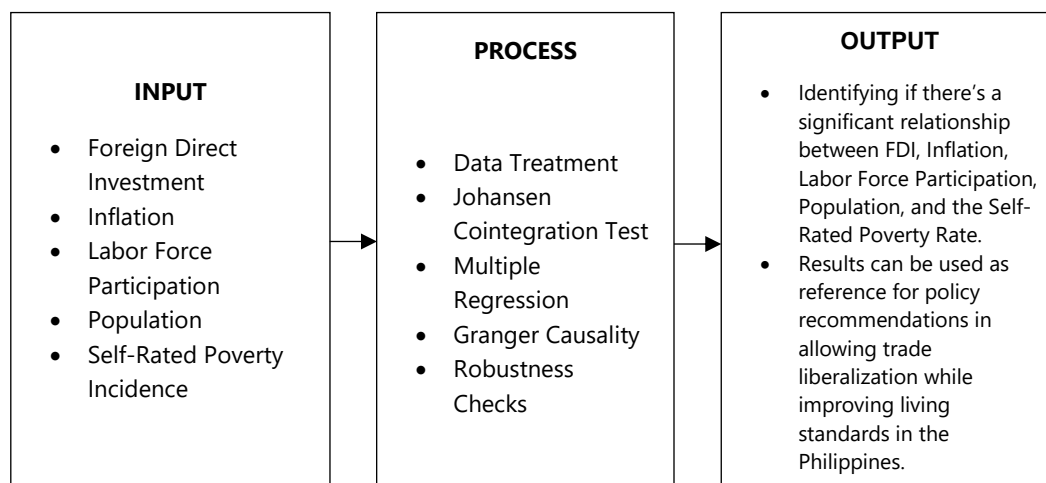 INPUT
• Foreign Direct
Investment
• Inflation
• Labor Force
Participation
• Population
• Self-Rated Poverty
Incidence
PROCESS
• Data Treatment
• Johansen
Cointegration Test
• Multiple
Regression
• Granger Causality
• Robustness
Checks
OUTPUT
• Identifying if there’s a
significant relationship
between FDI, Inflation,
Labor Force Participation,
Population, and the Self-
Rated Poverty Rate.
• Results can be used as
reference for policy
recommendations in
allowing trade
liberalization while
improving living
standards in the
Philippines.